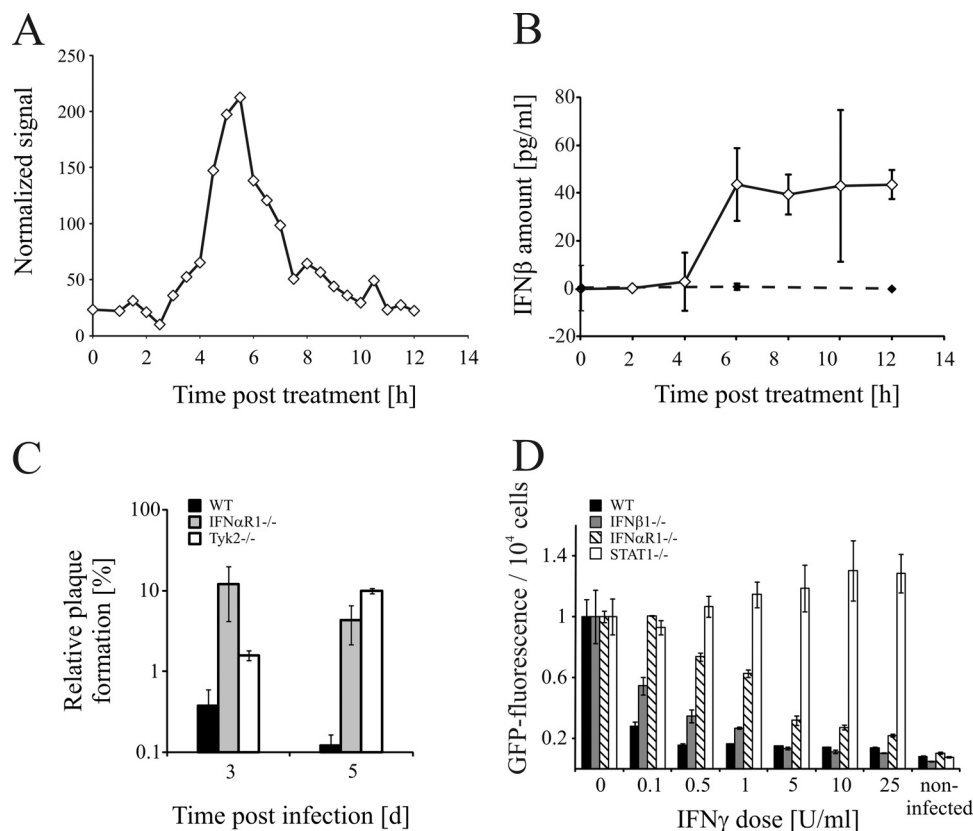 A
Normalized signal
250
200
150
100
50
0
0 2 4 6 8 10 12 14
Time post treatment [h]
B
IFNβ amount [pg/ml]
80
60
40
20
0
-20
0 2 4 6 8 10 12 14
Time post treatment [h]
C
WT
IFNαR1-/-
Tyk2-/-
Relative plaque
formation [%]
100
10
1
0.1
3 5
Time post infection [d]
D
WT
IFNβ1-/-
IFNαR1-/-
STAT1-/-
GFP-fluorescence / 10⁴ cells
1.4
1
0.6
0.2
0 0.1 0.5 1 5 10 25 non-
infected
IFNγ dose [U/ml]